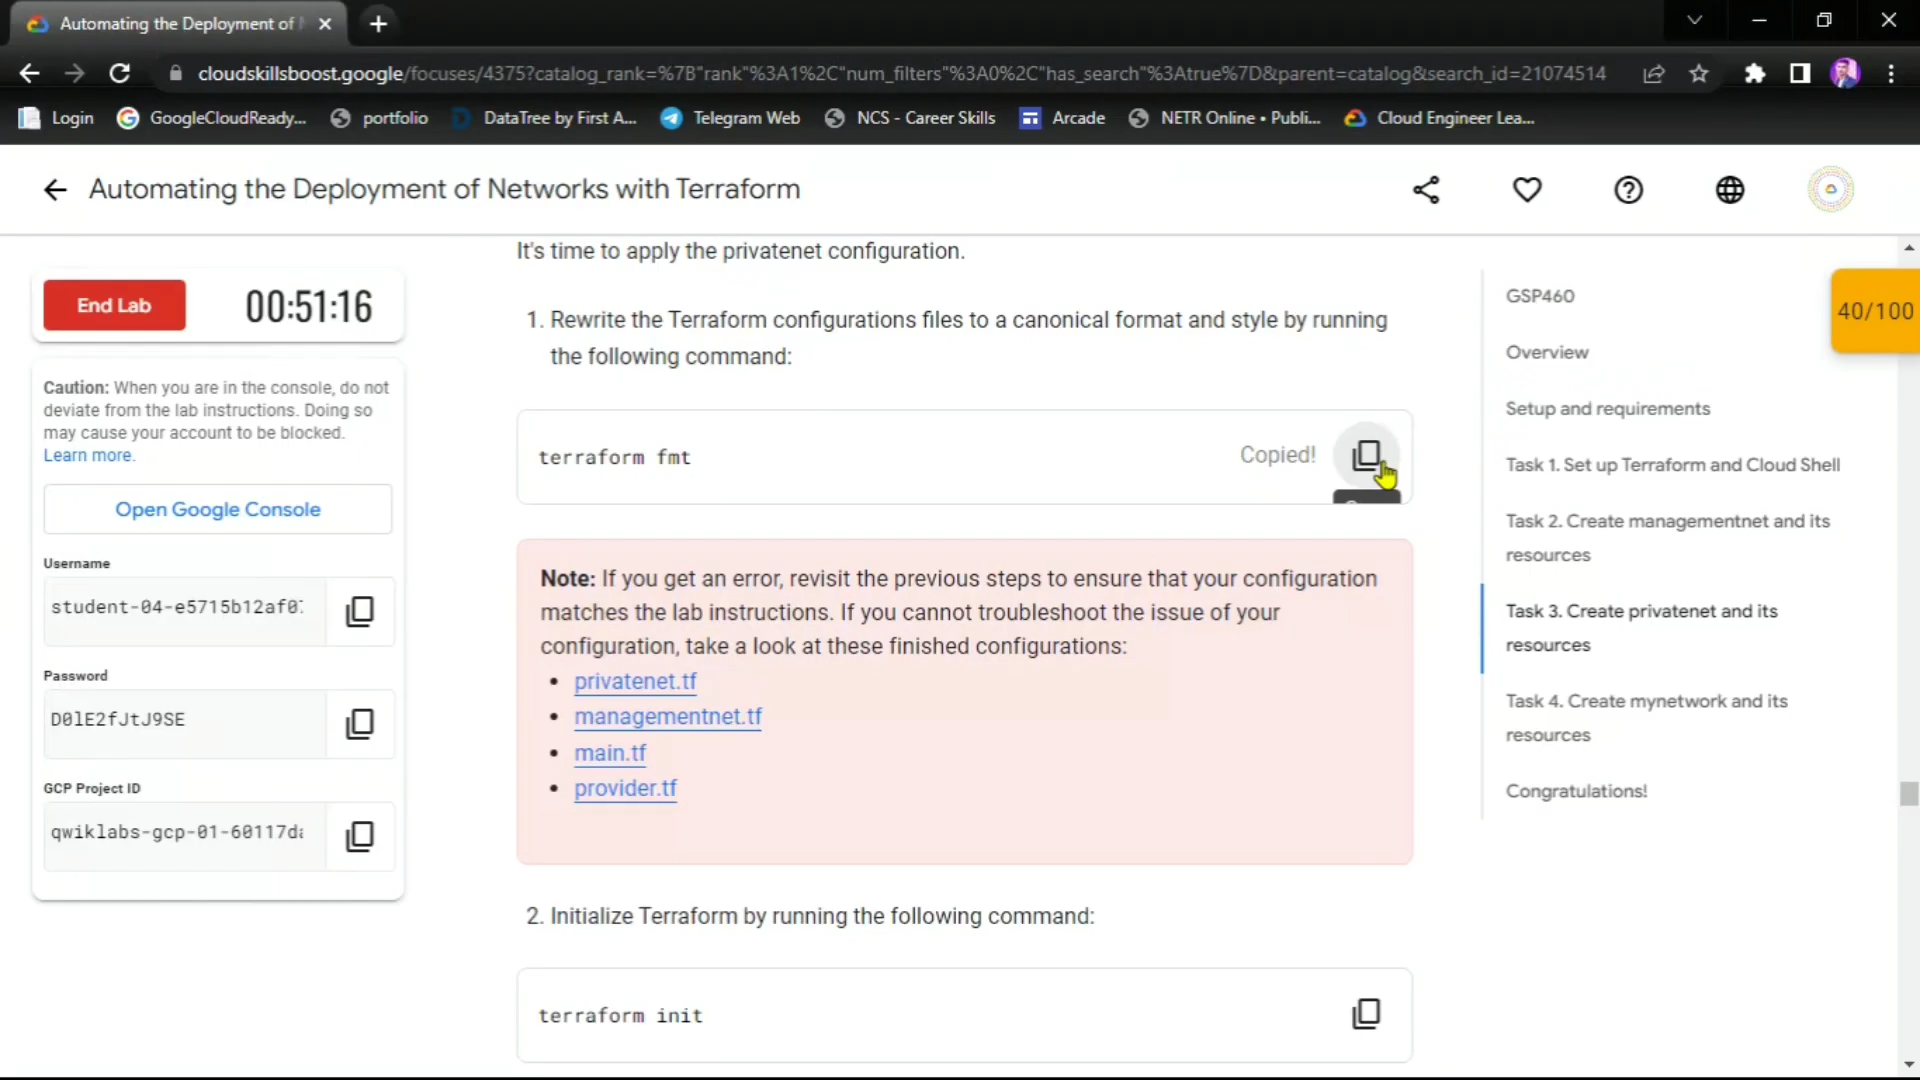 Automating the Deployment of
cloudskillsboost.google/focuses/4375?catalog_rank=%7B"rank"%3A1%2C"num_filters"%3A0%2C"has_search"%3Atrue%7D&parent=catalog&search_id=21074514
Login
GoogleCloudReady...
portfolio
DataTree by First A...
Telegram Web
NCS - Career Skills
Arcade
NETR Online • Publi...
Cloud Engineer Lea...
Automating the Deployment of Networks with Terraform
End Lab
00:51:16
Caution: When you are in the console, do not
deviate from the lab instructions. Doing so
may cause your account to be blocked.
Learn more.
Open Google Console
Username
student-04-e5715b12af0
Password
D0lE2fJtJ9SE
GCP Project ID
qwiklabs-gcp-01-60117d
It's time to apply the privatenet configuration.
1. Rewrite the Terraform configurations files to a canonical format and style by running
the following command:
terraform fmt
Copied!
Note: If you get an error, revisit the previous steps to ensure that your configuration
matches the lab instructions. If you cannot troubleshoot the issue of your
configuration, take a look at these finished configurations:
• privatenet.tf
• managementnet.tf
• main.tf
• provider.tf
2. Initialize Terraform by running the following command:
terraform init
GSP460
Overview
Setup and requirements
Task 1. Set up Terraform and Cloud Shell
Task 2. Create managementnet and its
resources
Task 3. Create privatenet and its
resources
Task 4. Create mynetwork and its
resources
Congratulations!
40/100